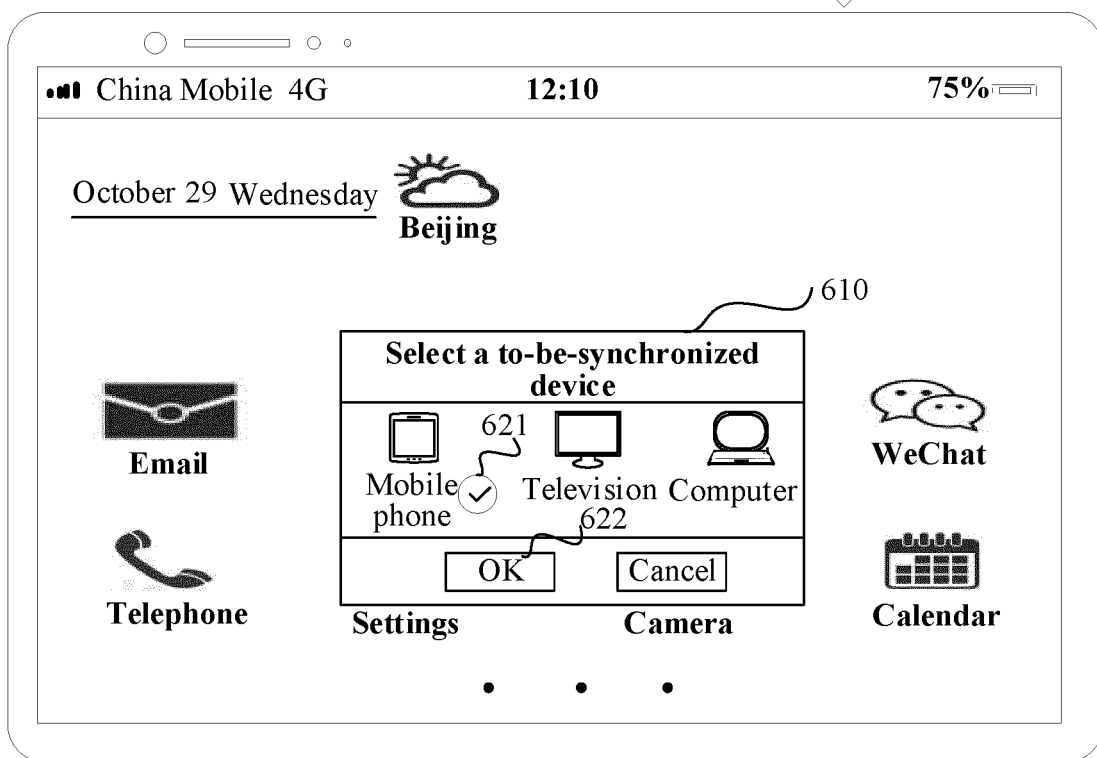 China Mobile 4G 12:10 75%
October 29 Wednesday
Beijing
610
Select a to-be-synchronized
device
621
Email
WeChat
Mobile Television Computer
phone
622
OK Cancel
Telephone
Settings Camera
Calendar